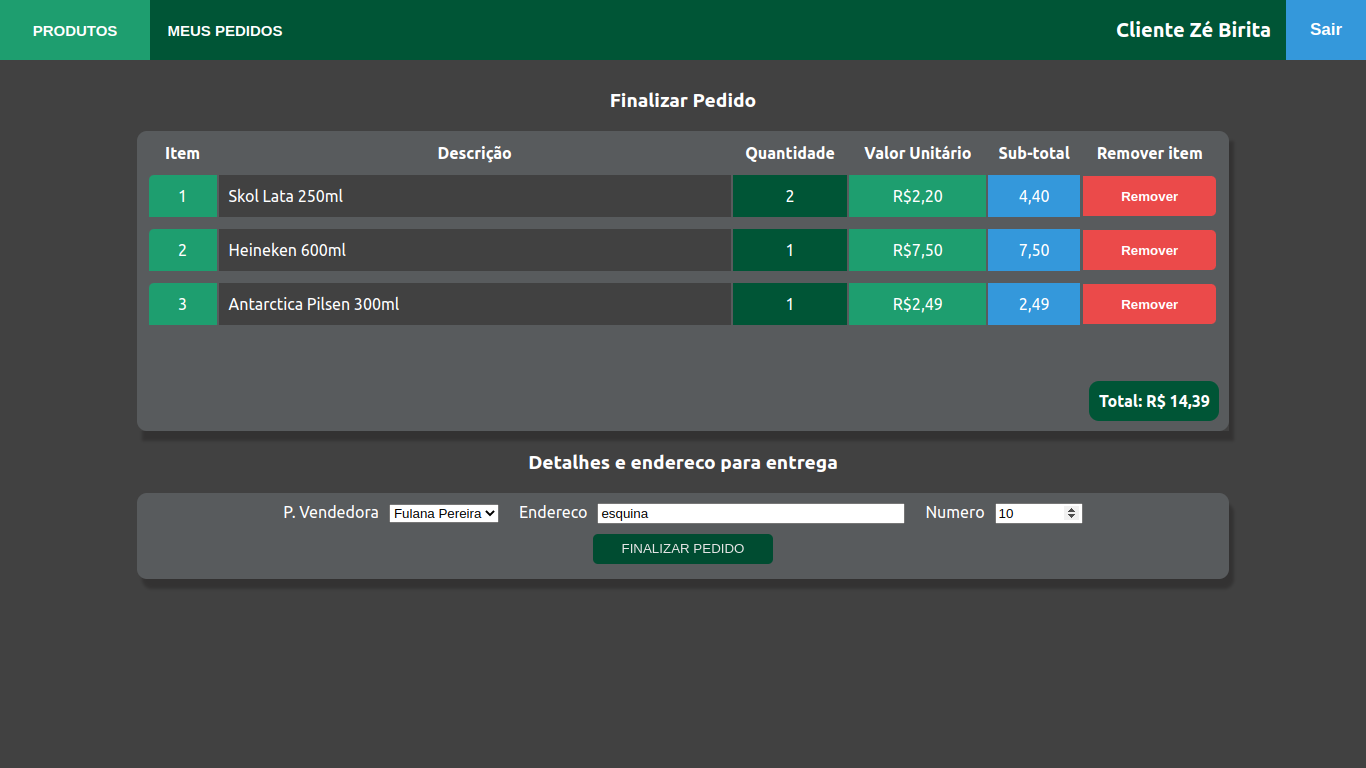 PRODUTOS MEUS PEDIDOS Cliente Zé Birita Sair
Finalizar Pedido
Item Descrição Quantidade Valor Unitário Sub-total Remover item
1 Skol Lata 250ml 2 R$2,20 4,40 Remover
2 Heineken 600ml 1 R$7,50 7,50 Remover
3 Antarctica Pilsen 300ml 1 R$2,49 2,49 Remover
Total: R$ 14,39
Detalhes e endereco para entrega
P. Vendedora Fulana Pereira Endereco esquina Numero 10
FINALIZAR PEDIDO